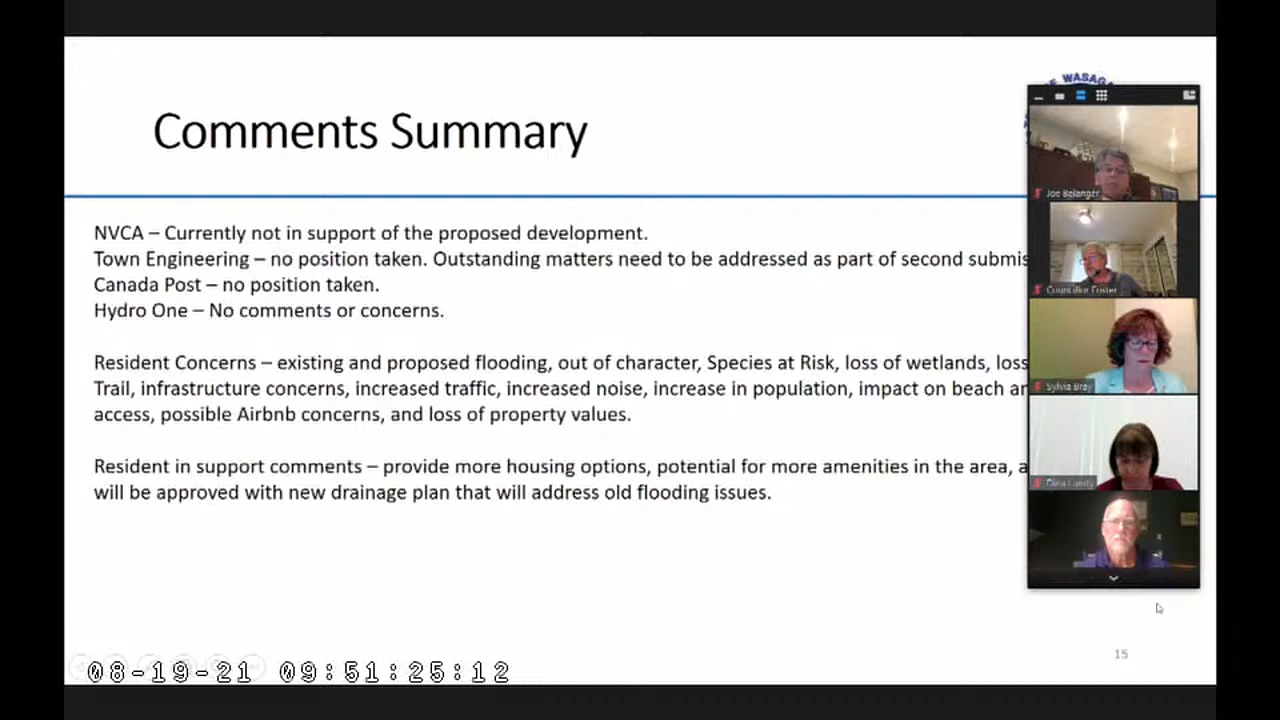 WASAGA
Comments Summary
Joe Belanger
NVCA – Currently not in support of the proposed development.
Town Engineering – no position taken. Outstanding matters need to be addressed as part of second submis
Canada Post – no position taken.
Councillor Foster
Hydro One – No comments or concerns.
Resident Concerns – existing and proposed flooding, out of character, Species at Risk, loss of wetlands, loss
Trail, infrastructure concerns, increased traffic, increased noise, increase in population, impact on beach ar
Sylvia Bray
access, possible Airbnb concerns, and loss of property values.
Resident in support comments – provide more housing options, potential for more amenities in the area, a
will be approved with new drainage plan that will address old flooding issues.
15
08-19-21 09:51:25:12